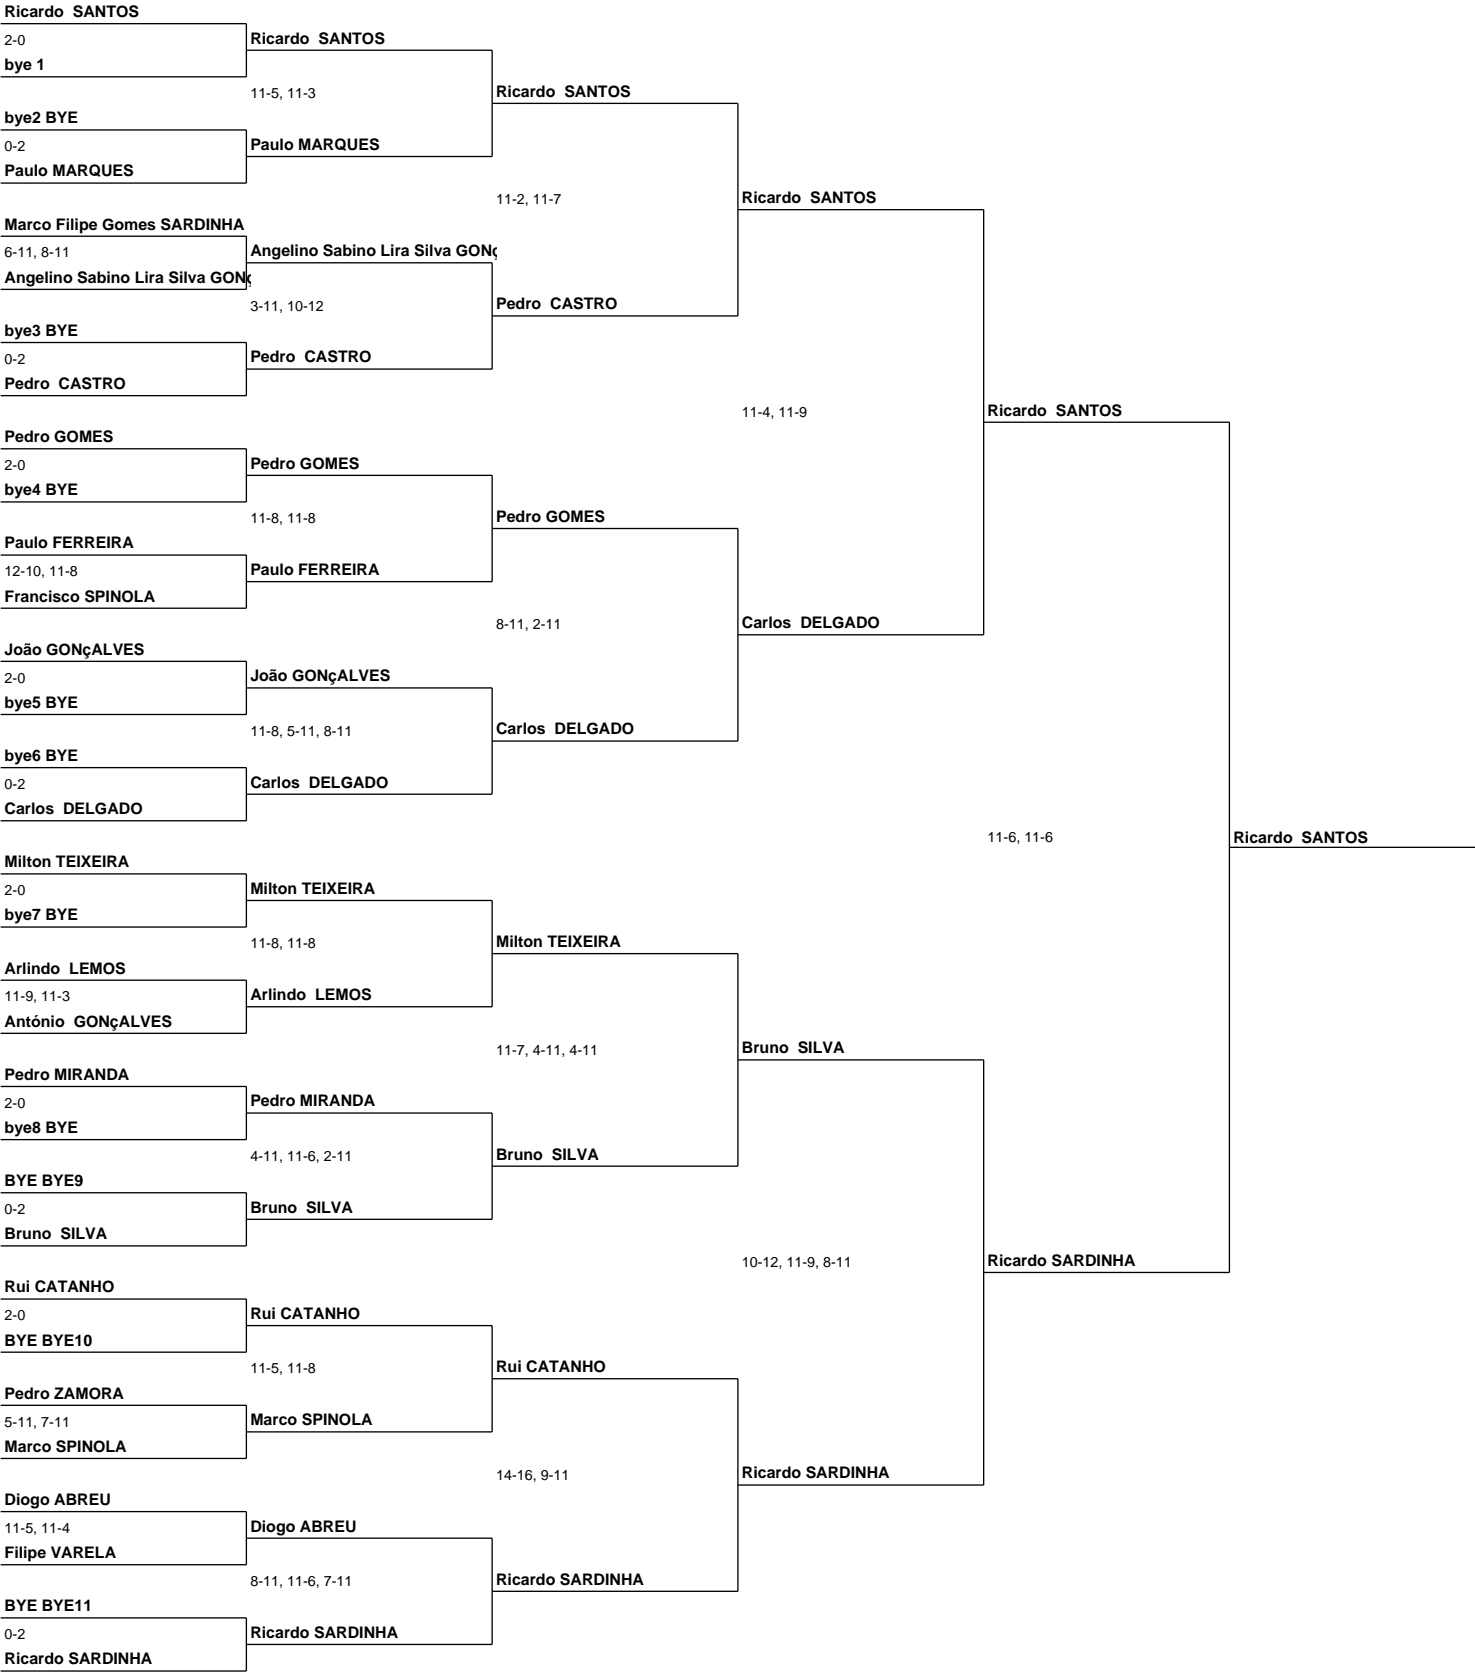 Ricardo  SANTOS
2-0
bye 1
bye2 BYE
0-2
Paulo MARQUES
Marco Filipe Gomes SARDINHA
6-11, 8-11
Angelino Sabino Lira Silva GONç
bye3 BYE
0-2
Pedro  CASTRO
Pedro GOMES
2-0
bye4 BYE
Paulo FERREIRA
12-10, 11-8
Francisco SPINOLA
João GONçALVES
2-0
bye5 BYE
bye6 BYE
0-2
Carlos  DELGADO
Milton TEIXEIRA
2-0
bye7 BYE
Arlindo  LEMOS
11-9, 11-3
António  GONçALVES
Pedro MIRANDA
2-0
bye8 BYE
BYE BYE9
0-2
Bruno  SILVA
Rui CATANHO
2-0
BYE BYE10
Pedro ZAMORA
5-11, 7-11
Marco SPINOLA
Diogo ABREU
11-5, 11-4
Filipe VARELA
BYE BYE11
0-2
Ricardo SARDINHA
Ricardo  SANTOS
11-5, 11-3
Paulo MARQUES
Angelino Sabino Lira Silva GONç
3-11, 10-12
Pedro  CASTRO
Pedro GOMES
11-8, 11-8
Paulo FERREIRA
João GONçALVES
11-8, 5-11, 8-11
Carlos  DELGADO
Milton TEIXEIRA
11-8, 11-8
Arlindo  LEMOS
Pedro MIRANDA
4-11, 11-6, 2-11
Bruno  SILVA
Rui CATANHO
11-5, 11-8
Marco SPINOLA
Diogo ABREU
8-11, 11-6, 7-11
Ricardo SARDINHA
Ricardo  SANTOS
11-2, 11-7
Pedro  CASTRO
Pedro GOMES
8-11, 2-11
Carlos  DELGADO
Milton TEIXEIRA
11-7, 4-11, 4-11
Bruno  SILVA
Rui CATANHO
14-16, 9-11
Ricardo SARDINHA
Ricardo  SANTOS
11-4, 11-9
Carlos  DELGADO
Bruno  SILVA
10-12, 11-9, 8-11
Ricardo SARDINHA
Ricardo  SANTOS
11-6, 11-6
Ricardo SARDINHA
Ricardo  SANTOS